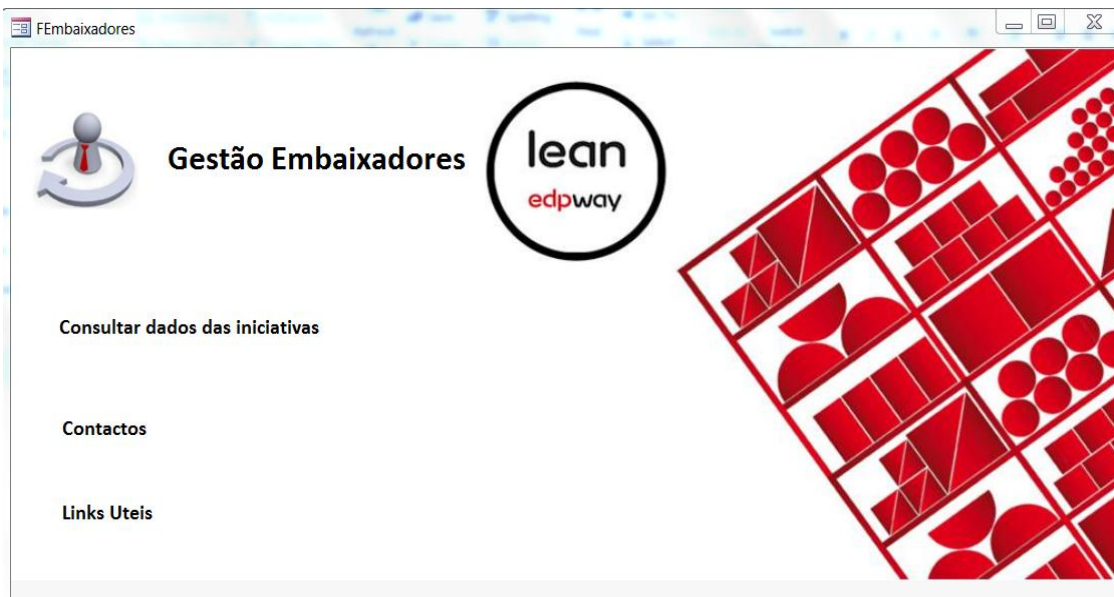 FEmbaixadores
Gestão Embaixadores
lean
edpway
Consultar dados das iniciativas
Contactos
Links Uteis